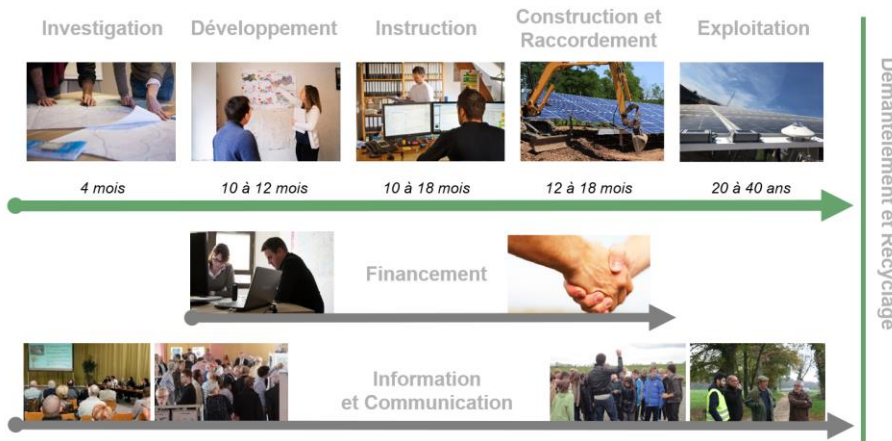 Investigation
Développement
Instruction
Construction et
Raccordement
Exploitation
4 mois
10 à 12 mois
10 à 18 mois
12 à 18 mois
20 à 40 ans
Démantèlement et Recyclage
Financement
Information
et Communication